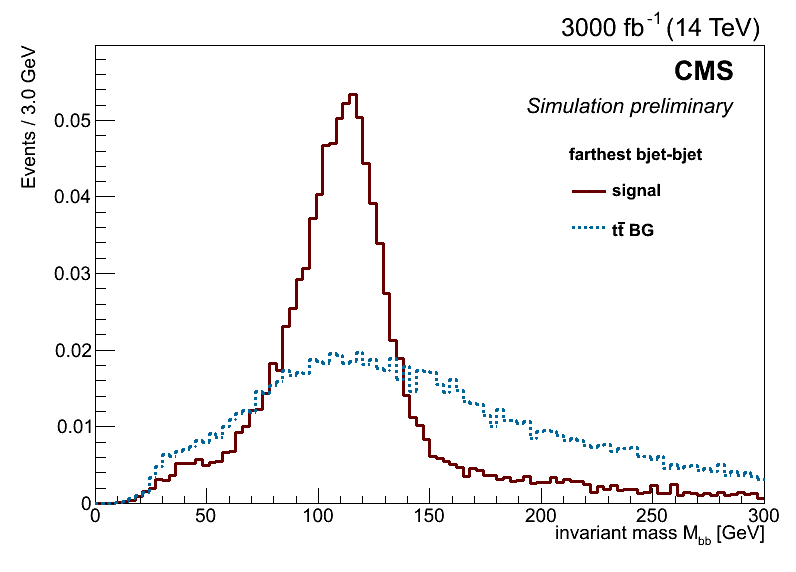 3000 fb-1 (14 TeV)
Events / 3.0 GeV
CMS
Simulation preliminary
farthest bjet-bjet
signal
tt̄ BG
0.05
0.04
0.03
0.02
0.01
0
0 50 100 150 200 250 300
invariant mass Mbb [GeV]